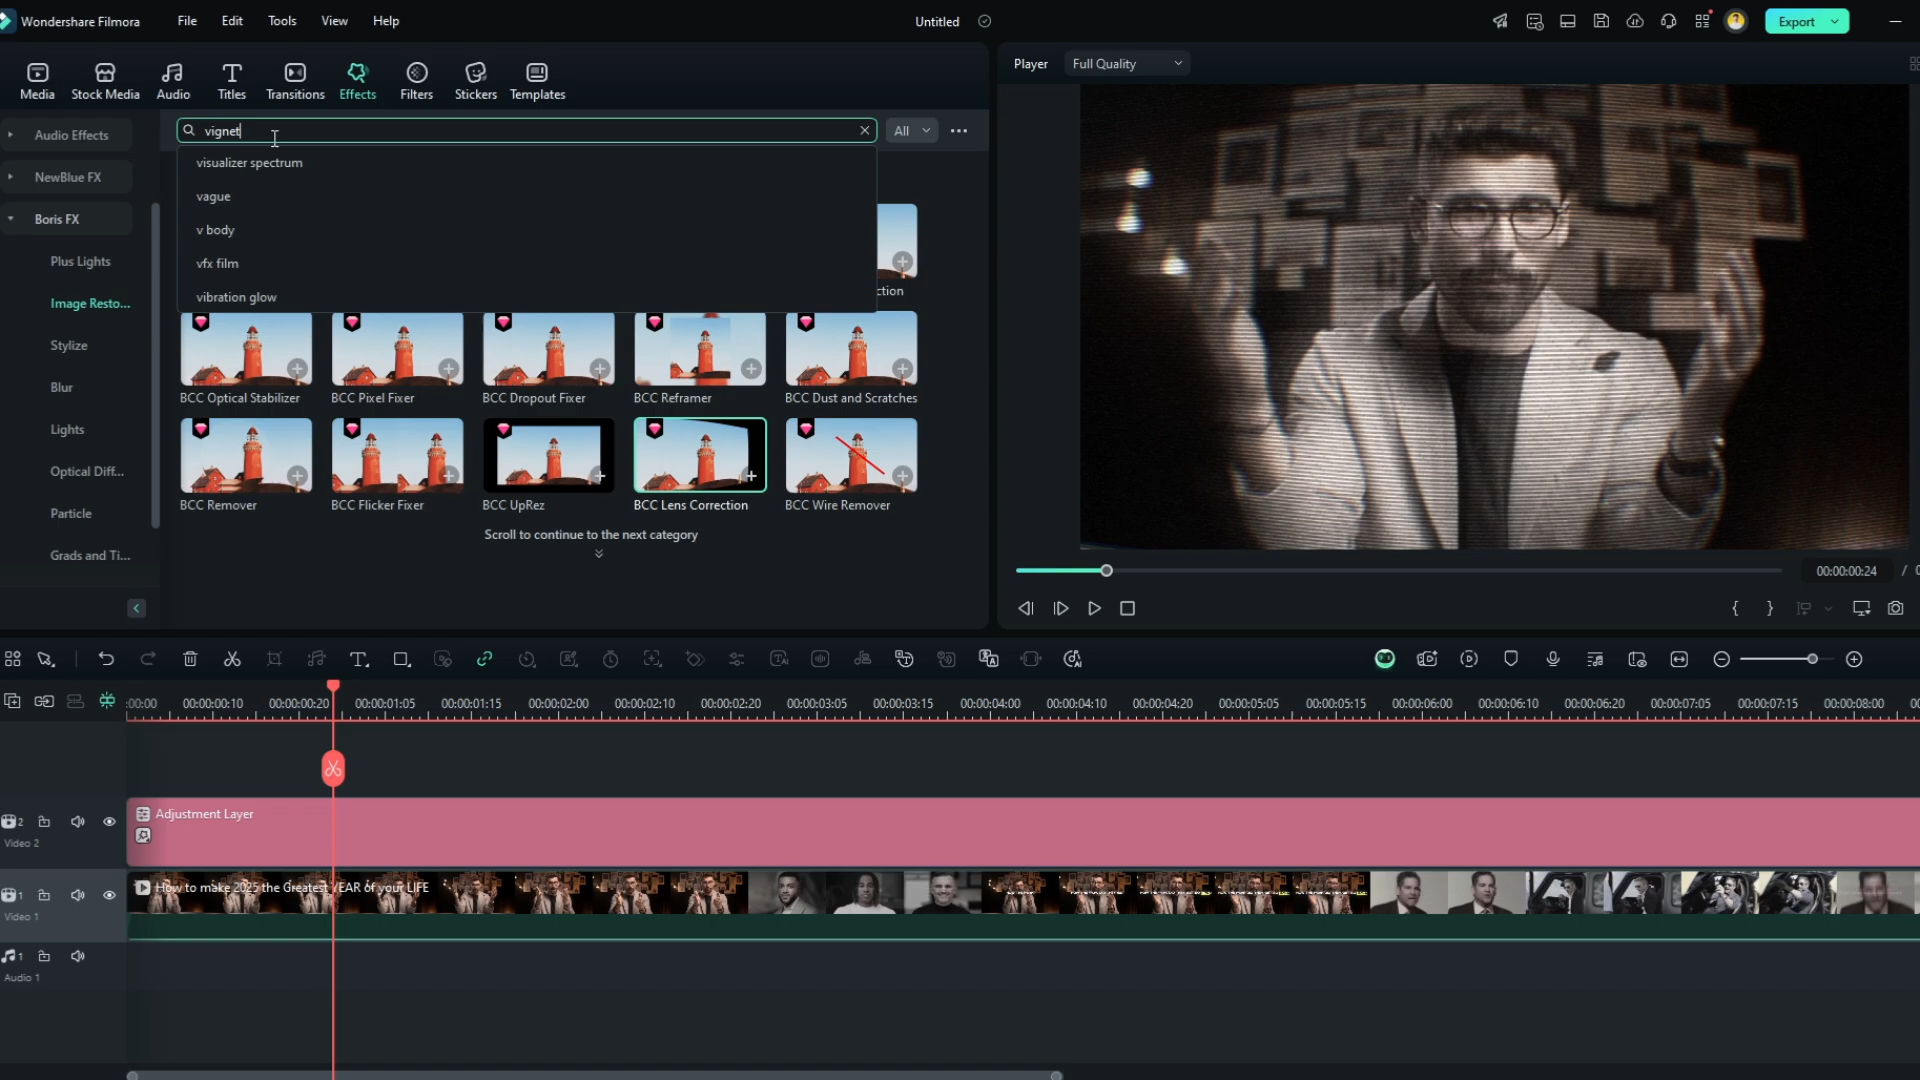 Wondershare Filmora
File
Edit
Tools
View
Help
Untitled
Export
Media
Stock Media
Audio
Titles
Transitions
Effects
Filters
Stickers
Templates
Player
Full Quality
Audio Effects
NewBlue FX
Boris FX
Plus Lights
Image Resto...
Stylize
Blur
Lights
Optical Diff...
Particle
Grads and Ti...
vignet
All
visualizer spectrum
vague
v body
vfx film
vibration glow
ction
BCC Optical Stabilizer
BCC Pixel Fixer
BCC Dropout Fixer
BCC Reframer
BCC Dust and Scratches
BCC Remover
BCC Flicker Fixer
BCC UpRez
BCC Lens Correction
BCC Wire Remover
Scroll to continue to the next category
00:00:00:24 / 0
:00:00
00:00:00:10
00:00:00:20
00:00:01:05
00:00:01:15
00:00:02:00
00:00:02:10
00:00:02:20
00:00:03:05
00:00:03:15
00:00:04:00
00:00:04:10
00:00:04:20
00:00:05:05
00:00:05:15
00:00:06:00
00:00:06:10
00:00:06:20
00:00:07:05
00:00:07:15
00:00:08:00
2
Video 2
Adjustment Layer
1
Video 1
How to make 2025 the Greatest YEAR of your LIFE
1
Audio 1